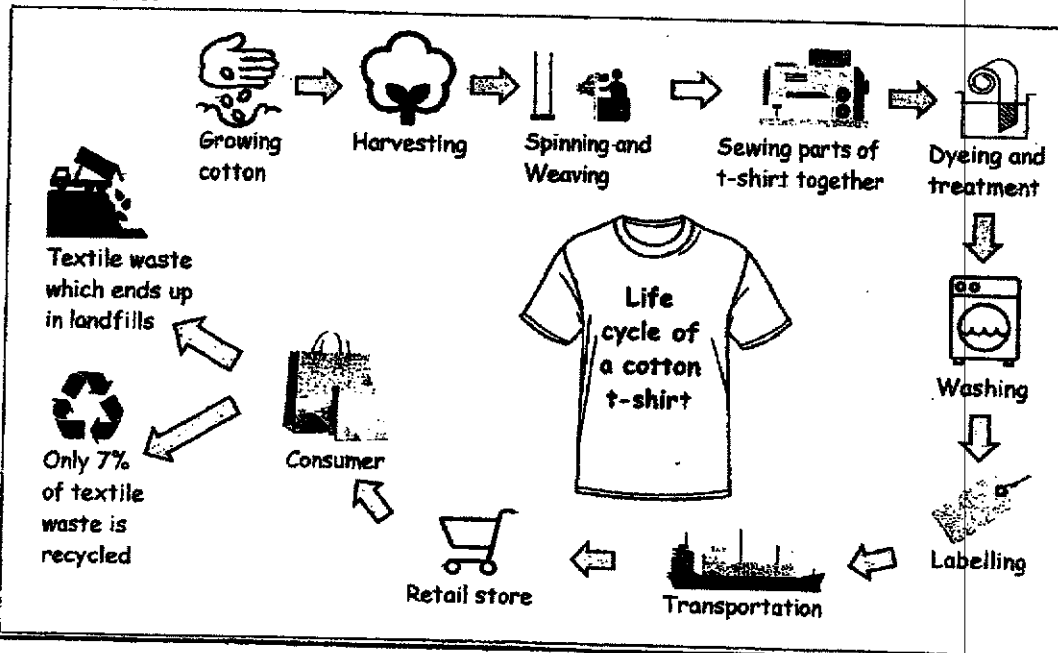 Growing
cotton
Harvesting
Spinning and
Weaving
Sewing parts of
t-shirt together
Dyeing and
treatment
Washing
Labelling
Transportation
Retail store
Consumer
Textile waste
which ends up
in landfills
Only 7%
of textile
waste is
recycled
Life
cycle of
a cotton
t-shirt